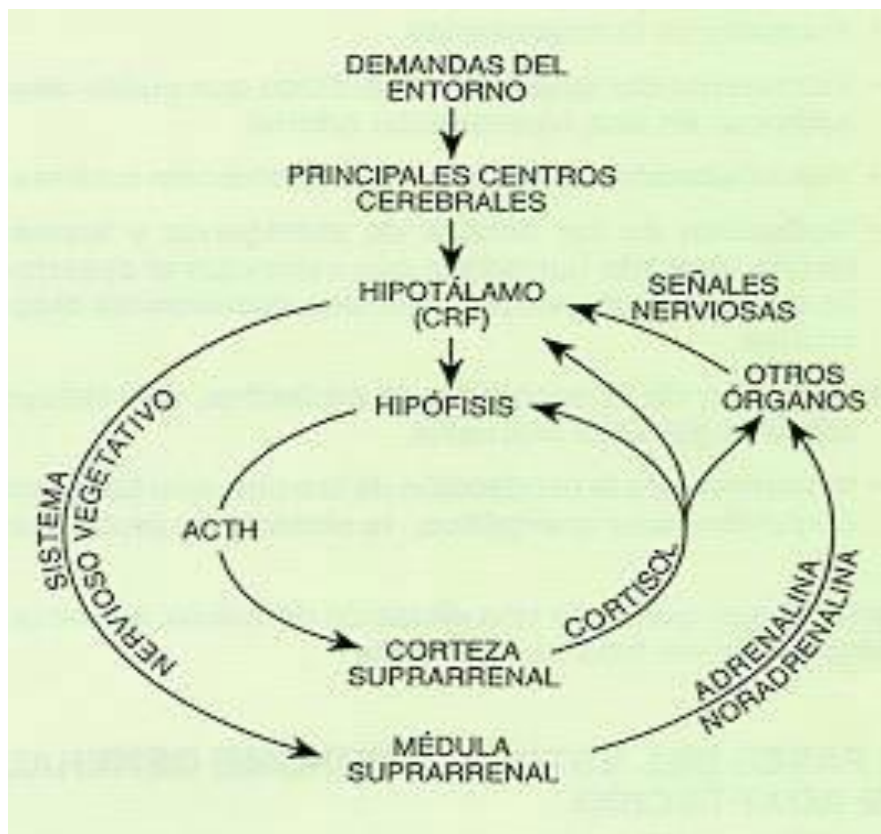 DEMANDAS DEL
ENTORNO
PRINCIPALES CENTROS
CEREBRALES
HIPOTÁLAMO
(CRF)
SEÑALES
NERVIOSAS
OTROS
ÓRGANOS
HIPÓFISIS
SISTEMA
NERVIOSO VEGETATIVO
ACTH
CORTISOL
CORTEZA
SUPRARRENAL
ADRENALINA
NORADRENALINA
MÉDULA
SUPRARRENAL